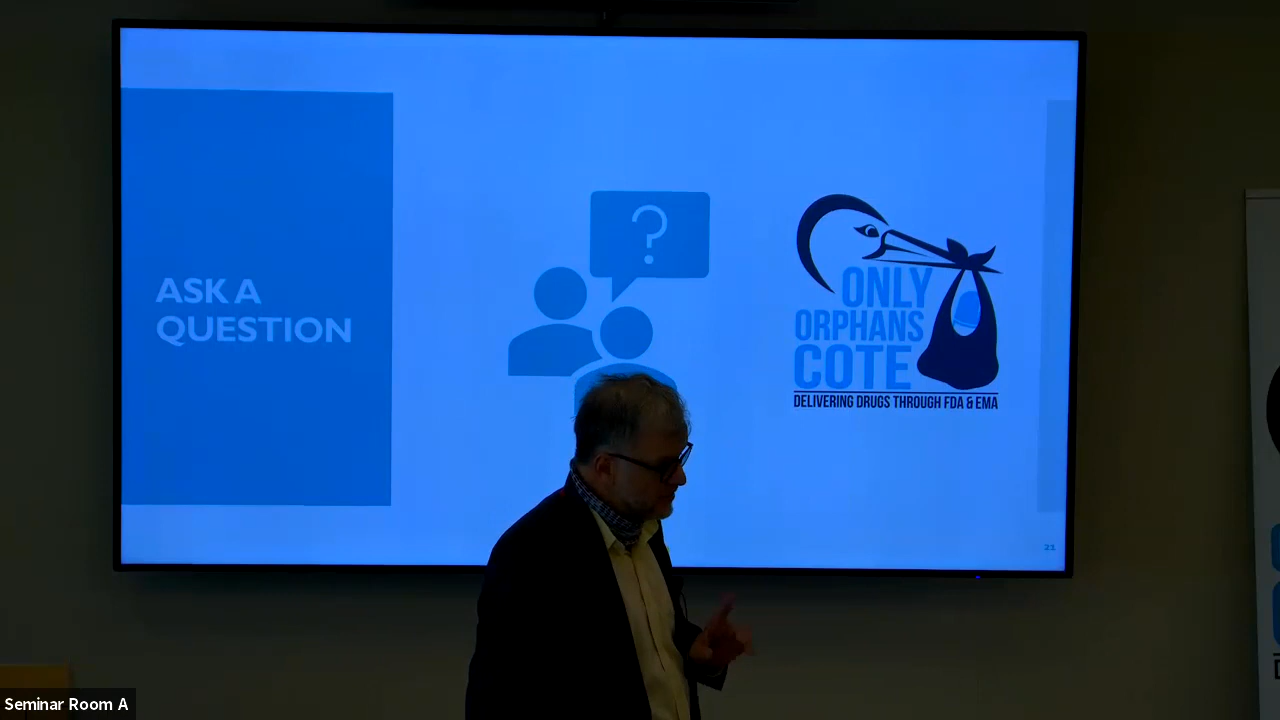 ASK A
QUESTION
?
ONLY
ORPHANS
COTE
DELIVERING DRUGS THROUGH FDA & EMA
21
Seminar Room A